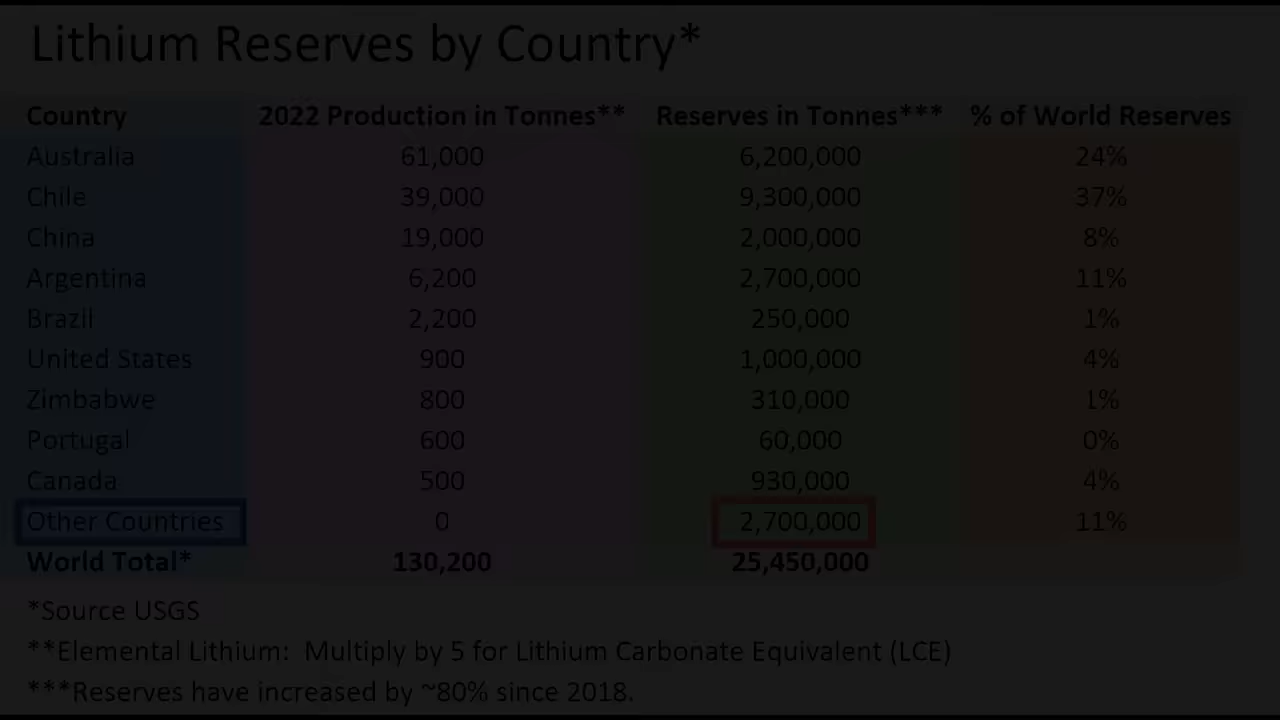 Lithium Reserves by Country*
Country 2022 Production in Tonnes** Reserves in Tonnes*** % of World Reserves
Australia 61,000 6,200,000 24%
Chile 39,000 9,300,000 37%
China 19,000 2,000,000 8%
Argentina 6,200 2,700,000 11%
Brazil 2,200 250,000 1%
United States 900 1,000,000 4%
Zimbabwe 800 310,000 1%
Portugal 600 60,000 0%
Canada 500 930,000 4%
Other Countries 0 2,700,000 11%
World Total* 130,200 25,450,000
*Source USGS
**Elemental Lithium: Multiply by 5 for Lithium Carbonate Equivalent (LCE)
***Reserves have increased by ~80% since 2018.